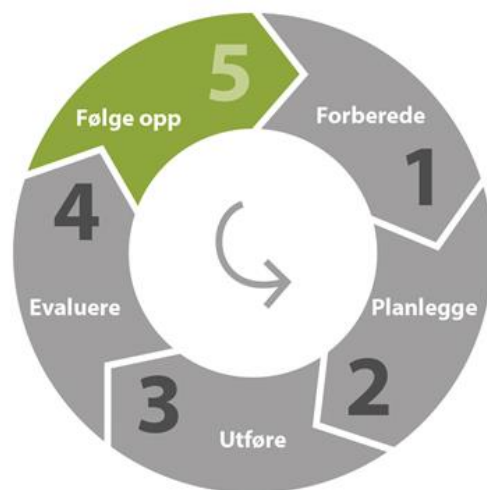 Forberede
1
Planlegge
2
Utføre
3
Evaluere
4
Følge opp
5